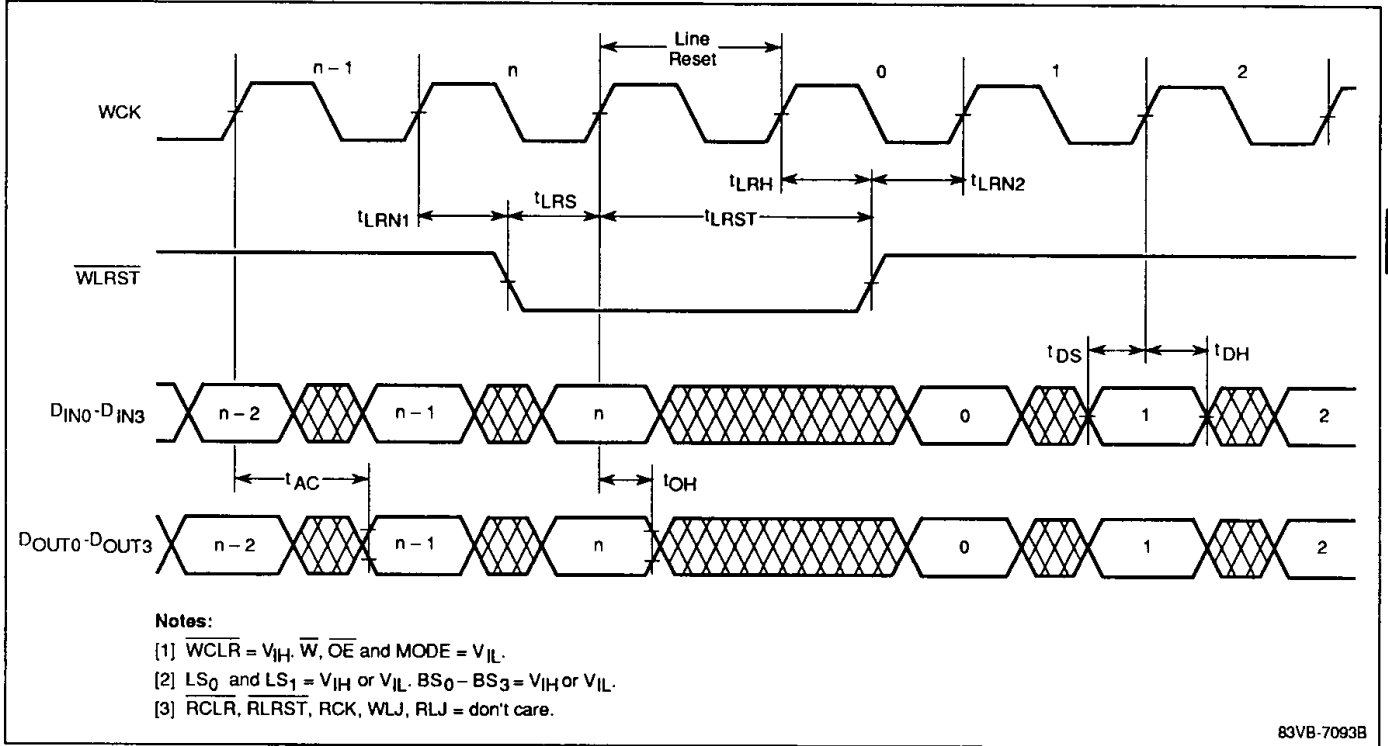 Line
Reset
n – 1
n
0
1
2
WCK
tLRH
tLRN2
tLRS
tLRN1
tLRST
WLRST
tDS
tDH
DIN0-DIN3
n – 2
n – 1
n
0
1
2
tAC
tOH
DOUT0-DOUT3
n – 2
n – 1
n
0
1
2
Notes:
[1] WCLR = VIH. W, OE and MODE = VIL.
[2] LS0 and LS1 = VIH or VIL. BS0 – BS3 = VIH or VIL.
[3] RCLR, RLRST, RCK, WLJ, RLJ = don't care.
83VB-7093B